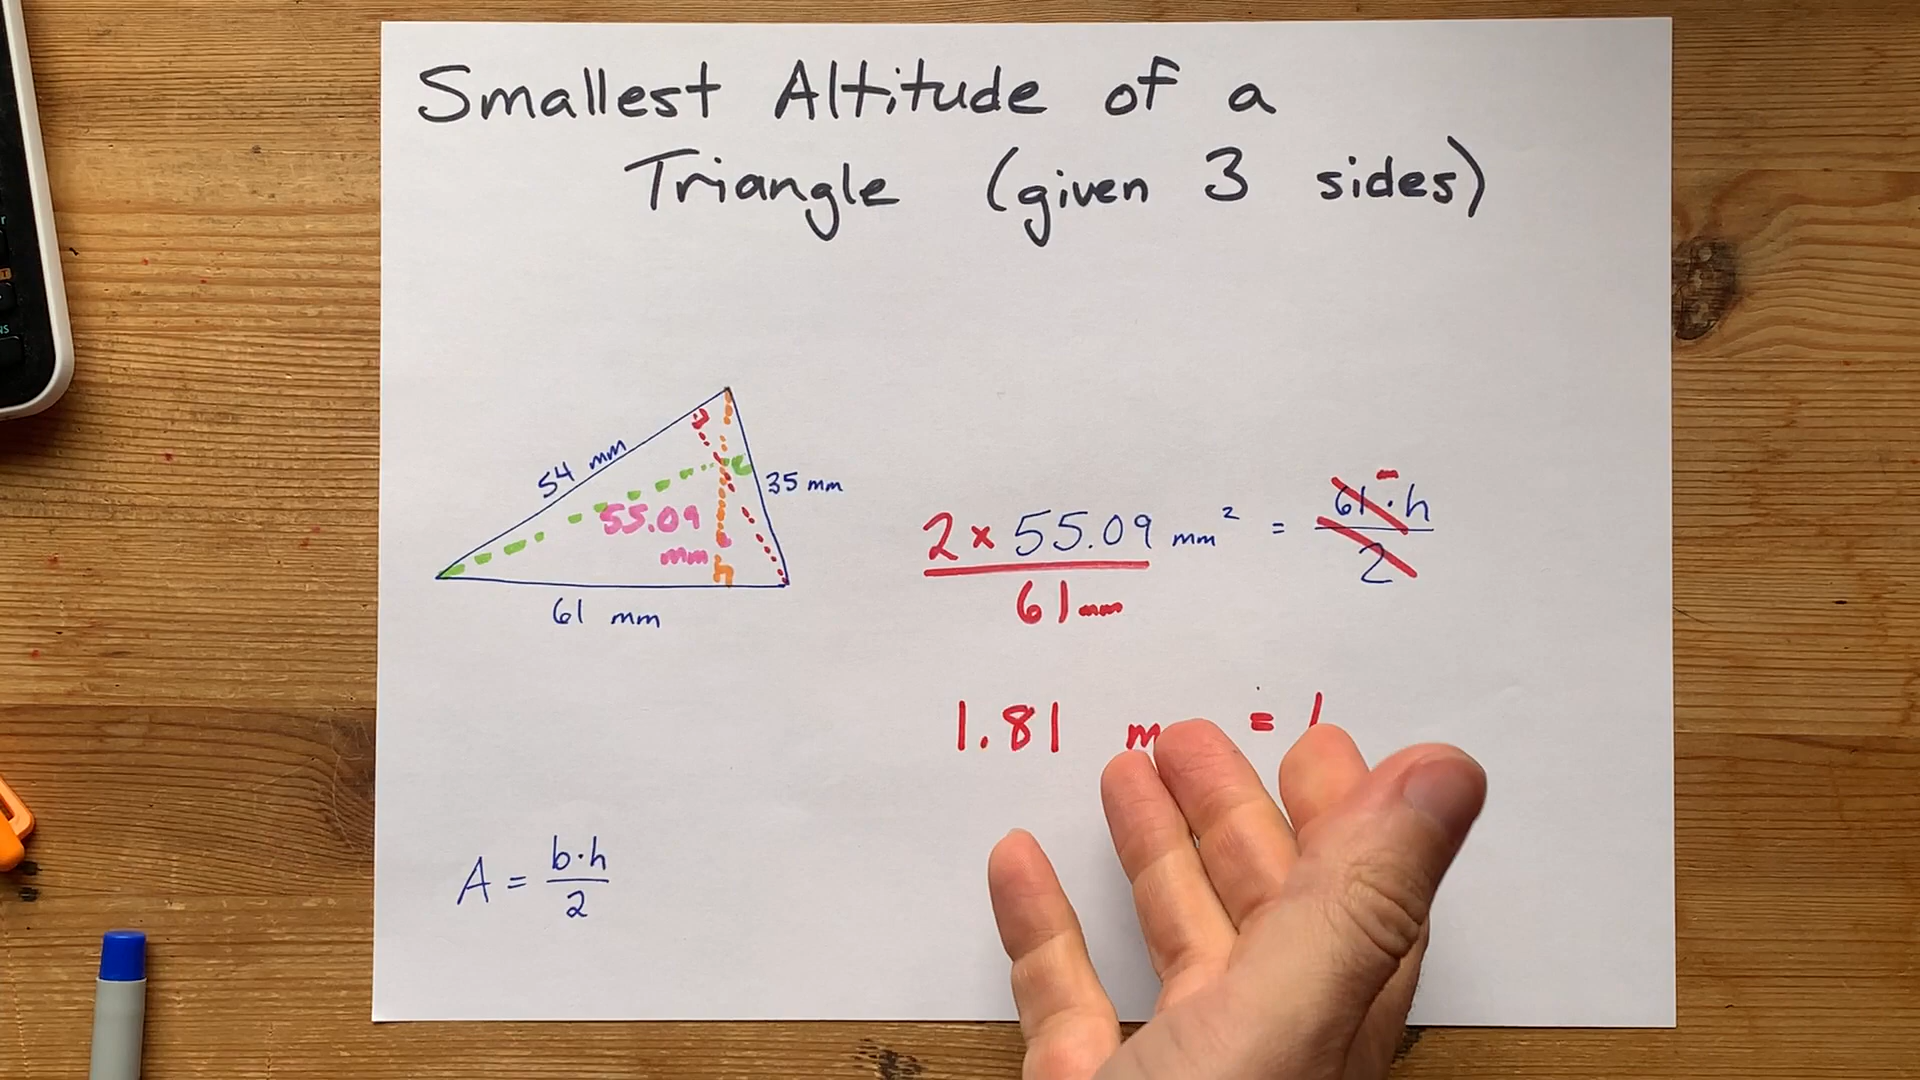 Smallest Altitude of a
Triangle (given 3 sides)
54 mm
35 mm
55.09
mm
61 mm
2 × 55.09 mm² = 61·h
61mm
2
1.81
=
A = b·h
2